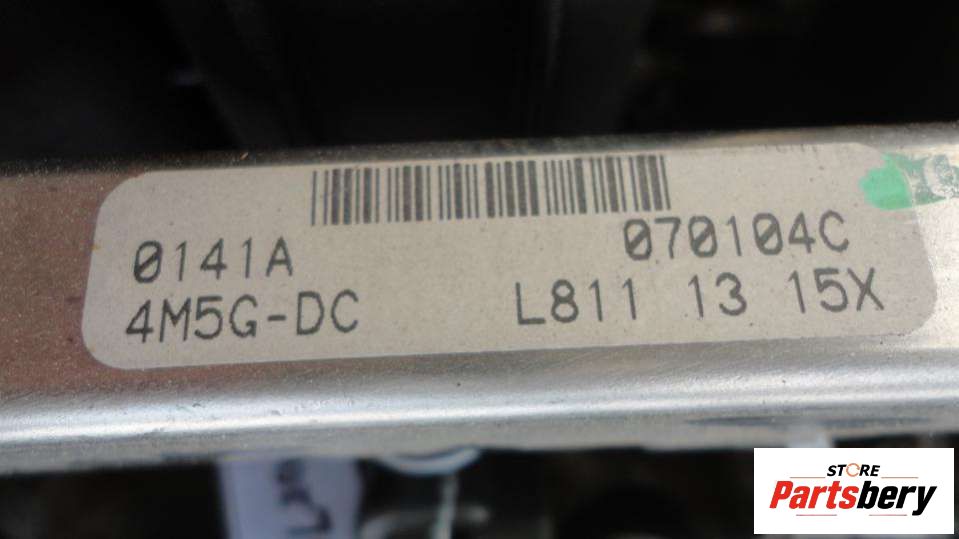 0141A 070104C
4M5G-DC L811 13 15X
STORE
Partsbery